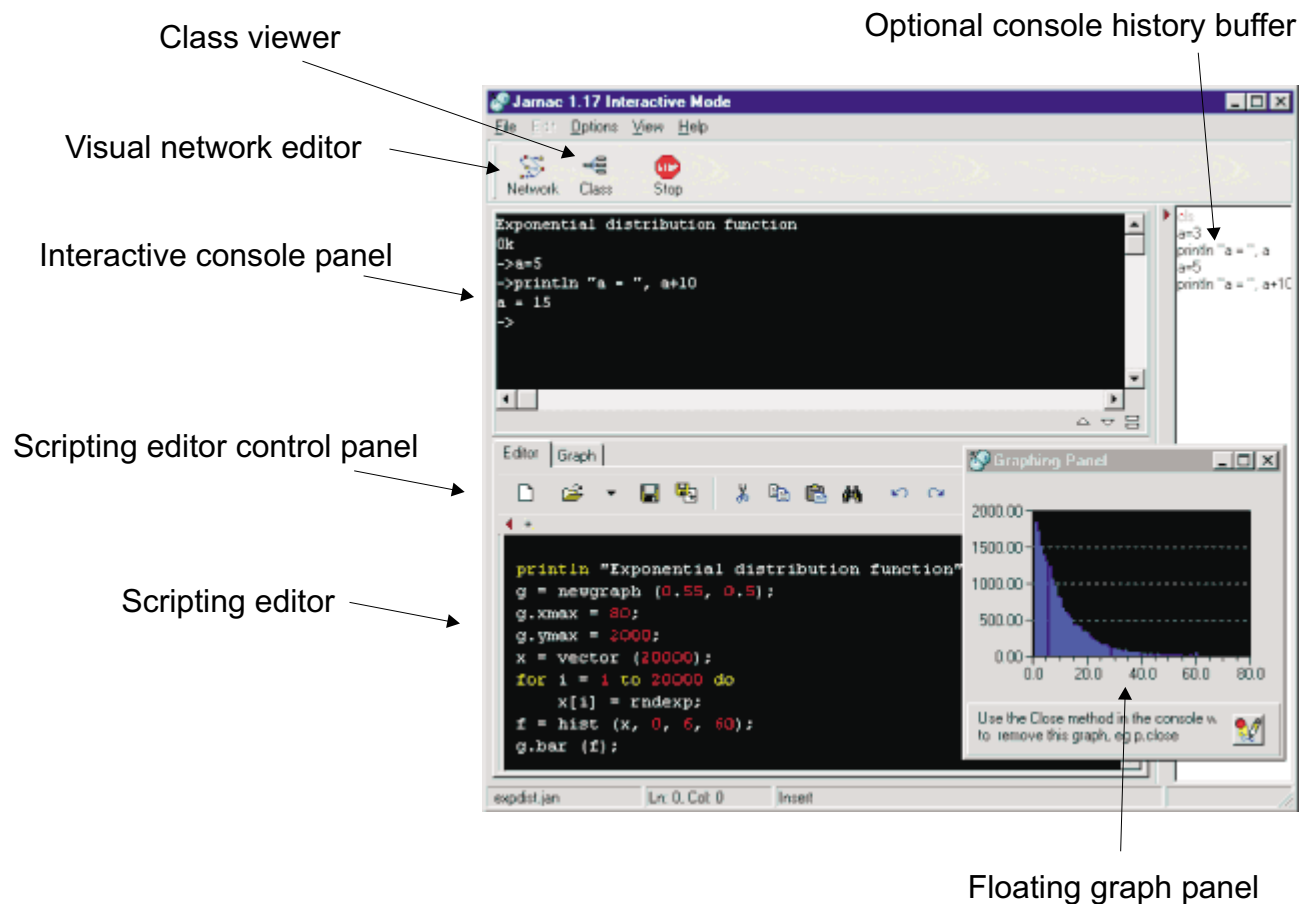 Class viewer
Optional console history buffer
Visual network editor
Interactive console panel
Scripting editor control panel
Scripting editor
Floating graph panel
Jarnac 1.17 Interactive Mode
File Edit Options View Help
Network Class Stop
Exponential distribution function
Ok
->a=5
->println "a = ", a+10
a = 15
->
cls
a=3
println "a = ", a
a=5
println "a = ", a+10
Editor Graph
println "Exponential distribution function"
g = newgraph (0.55, 0.5);
g.xmax = 80;
g.ymax = 2000;
x = vector (20000);
for i = 1 to 20000 do
x[i] = rndexp;
f = hist (x, 0, 6, 60);
g.bar (f);
Graphing Panel
2000.00
1500.00
1000.00
500.00
0.00
0.0 20.0 40.0 60.0 80.0
Use the Close method in the console w
to remove this graph, eg p.close
expdist.jan Ln: 0, Col: 0 Insert